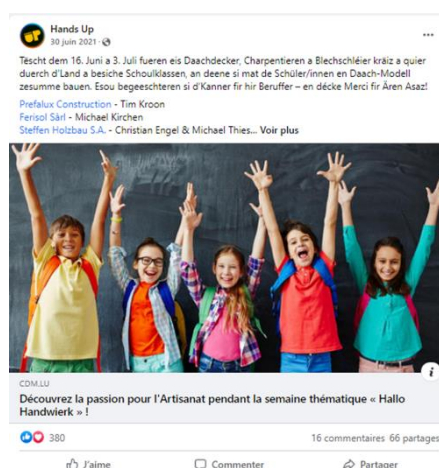 Hands Up
30 juin 2021 ·
Tëscht dem 16. Juni a 3. Juli fueren eis Daachdecker, Charpentieren a Blechschléier kräiz a quier
duerch d'Land a besiche Schoulklassen, an deene si mat de Schüler/innen en Daach-Modell
zesumme bauen. Esou begeeschteren si d'Kanner fir hir Beruffer – en décke Merci fir Ären Asaz!
Prefalux Construction - Tim Kroon
Ferisol Sàrl - Michael Kirchen
Steffen Holzbau S.A. - Christian Engel & Michael Thies... Voir plus
CDM.LU
Découvrez la passion pour l'Artisanat pendant la semaine thématique « Hallo
Handwierk » !
380 16 commentaires 66 partages
J'aime Commenter Partager